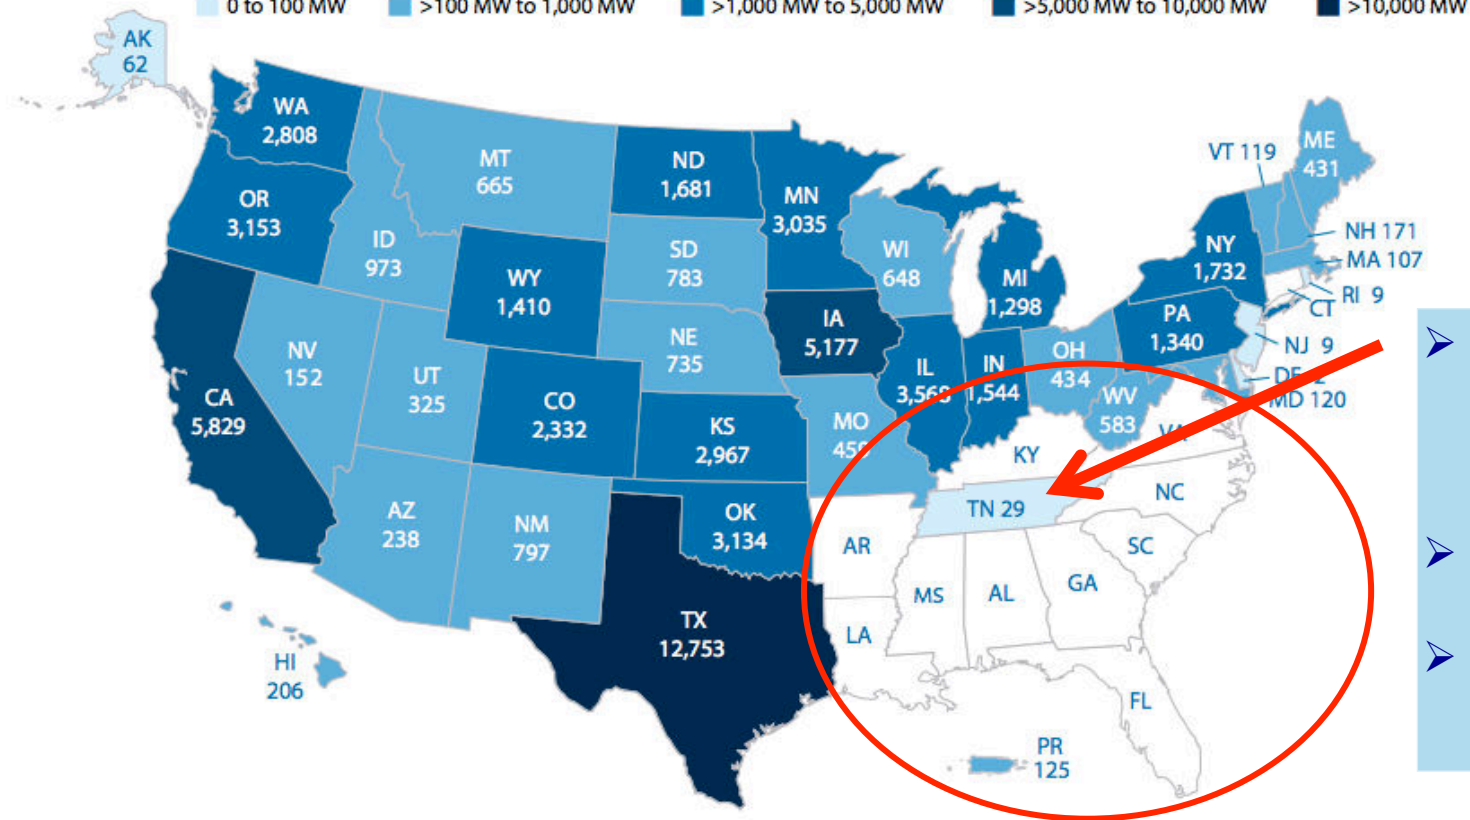 0 to 100 MW
>100 MW to 1,000 MW
>1,000 MW to 5,000 MW
>5,000 MW to 10,000 MW
>10,000 MW
AK
62
WA
2,808
MT
665
ND
1,681
MN
3,035
VT 119
ME
431
OR
3,153
ID
973
WY
1,410
SD
783
WI
648
MI
1,298
NY
1,732
NH 171
MA 107
RI 9
CT
NV
152
UT
325
CO
2,332
NE
735
IA
5,177
IL
3,568
IN
1,544
OH
434
PA
1,340
NJ 9
DE 2
MD 120
CA
5,829
KS
2,967
MO
459
WV
583
VA
KY
AZ
238
NM
797
OK
3,134
AR
TN 29
NC
SC
TX
12,753
LA
MS
AL
GA
FL
HI
206
PR
125